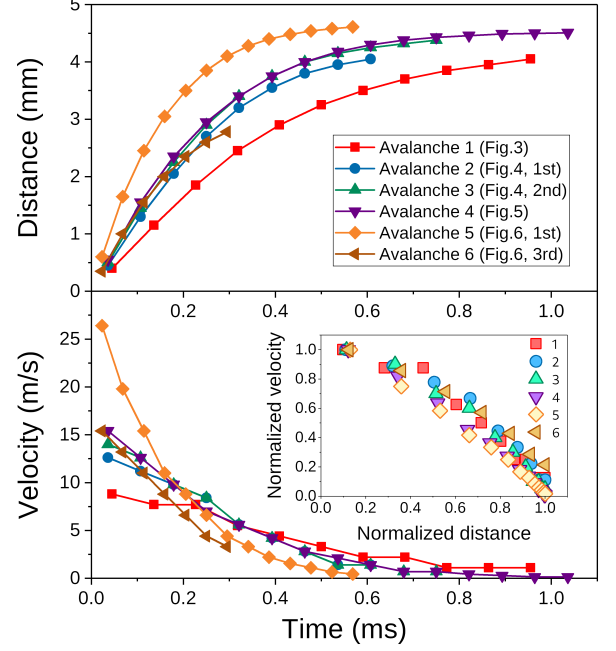 5
4
3
2
1
0
Distance (mm)
Avalanche 1 (Fig.3)
Avalanche 2 (Fig.4, 1st)
Avalanche 3 (Fig.4, 2nd)
Avalanche 4 (Fig.5)
Avalanche 5 (Fig.6, 1st)
Avalanche 6 (Fig.6, 3rd)
0.2 0.4 0.6 0.8 1.0
25
20
15
10
5
0
Velocity (m/s)
0.0 0.2 0.4 0.6 0.8 1.0
Time (ms)
1.0
0.8
0.6
0.4
0.2
0.0
Normalized velocity
1
2
3
4
5
6
0.0 0.2 0.4 0.6 0.8 1.0
Normalized distance